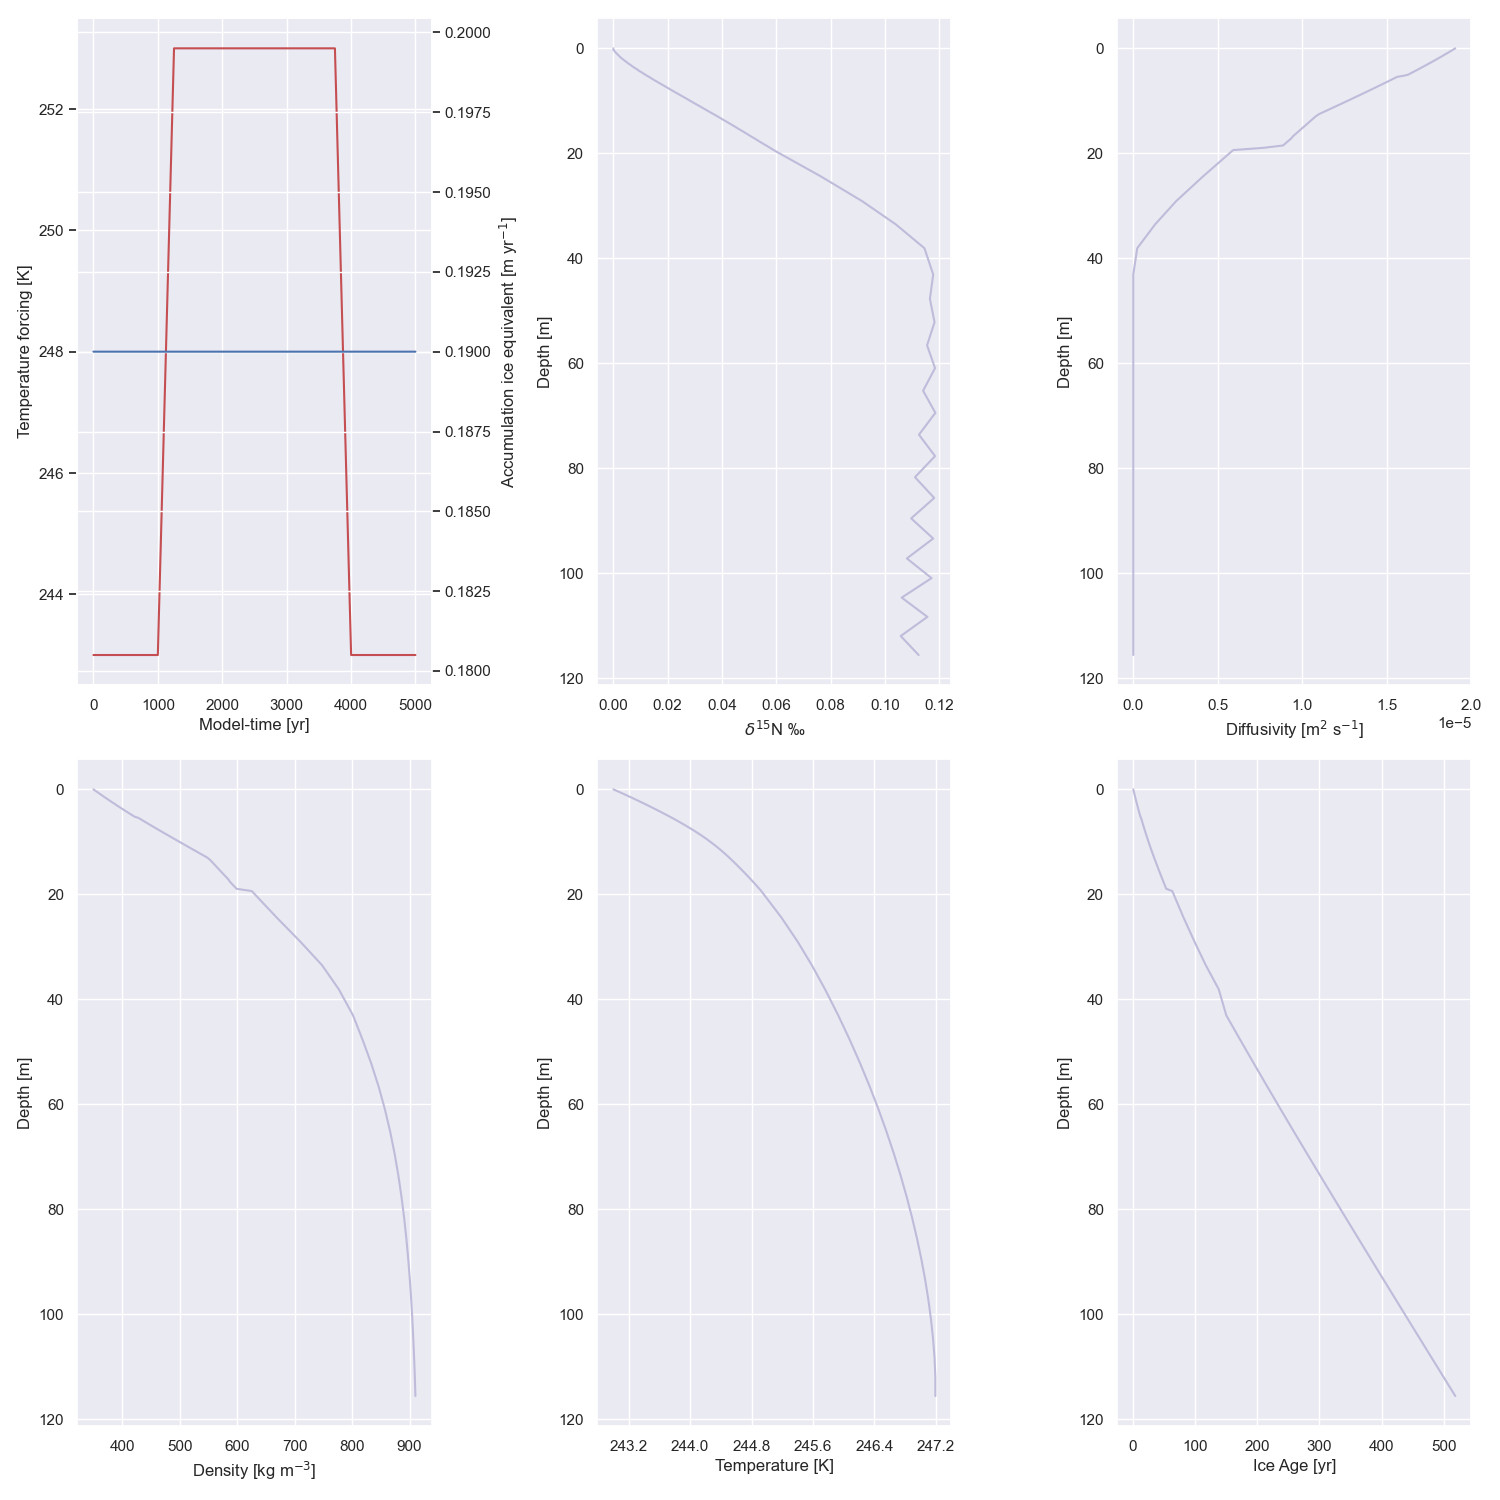 Temperature forcing [K]
252
250
248
246
244
0.2000
0.1975
0.1950
0.1925
0.1900
0.1875
0.1850
0.1825
0.1800
Accumulation ice equivalent [m yr⁻¹]
0 1000 2000 3000 4000 5000
Model-time [yr]
Depth [m]
0
20
40
60
80
100
120
0.00 0.02 0.04 0.06 0.08 0.10 0.12
δ¹⁵N ‰
Depth [m]
0
20
40
60
80
100
120
0.0 0.5 1.0 1.5 2.0
1e−5
Diffusivity [m² s⁻¹]
Depth [m]
0
20
40
60
80
100
120
400 500 600 700 800 900
Density [kg m⁻³]
Depth [m]
0
20
40
60
80
100
120
243.2 244.0 244.8 245.6 246.4 247.2
Temperature [K]
Depth [m]
0
20
40
60
80
100
120
0 100 200 300 400 500
Ice Age [yr]